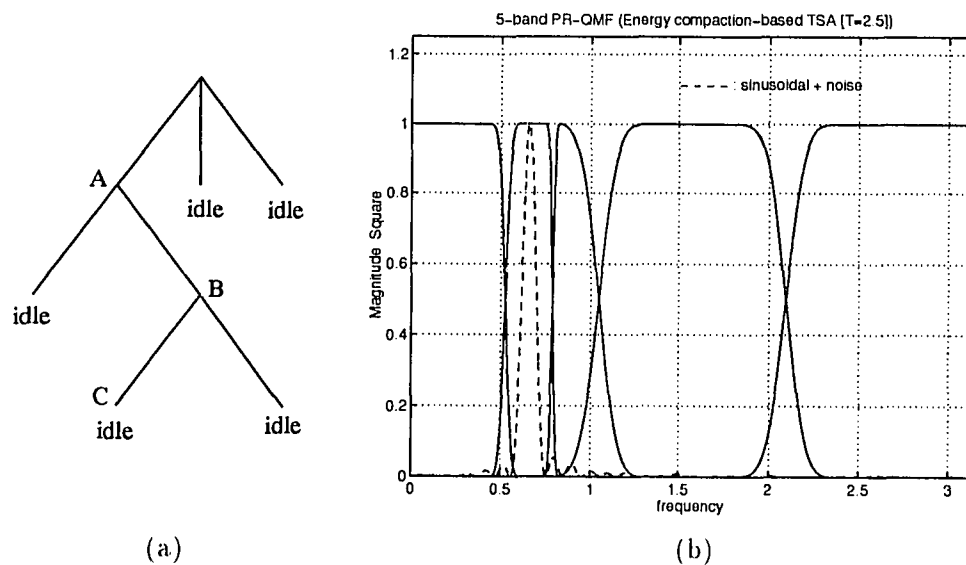 A
idle
idle
B
idle
C
idle
idle
(a)
5-band PR-QMF (Energy compaction-based TSA [T=2.5])
sinusoidal + noise
Magnitude Square
1.2
1
0.8
0.6
0.4
0.2
0
0
0.5
1
1.5
2
2.5
3
frequency
(b)